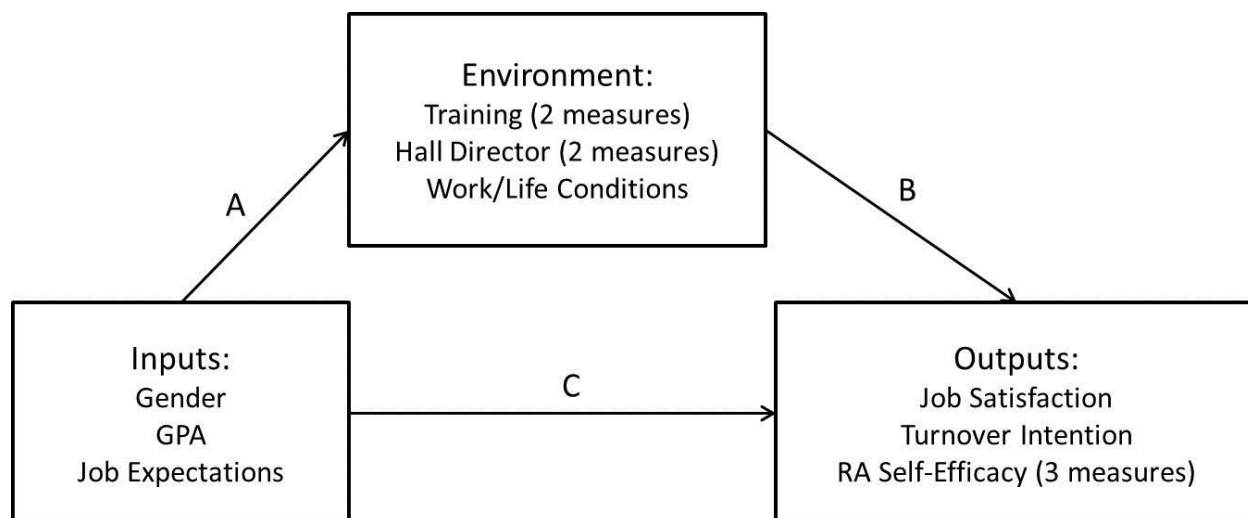 Environment:
Training (2 measures)
Hall Director (2 measures)
Work/Life Conditions
A
B
Inputs:
Gender
GPA
Job Expectations
C
Outputs:
Job Satisfaction
Turnover Intention
RA Self-Efficacy (3 measures)